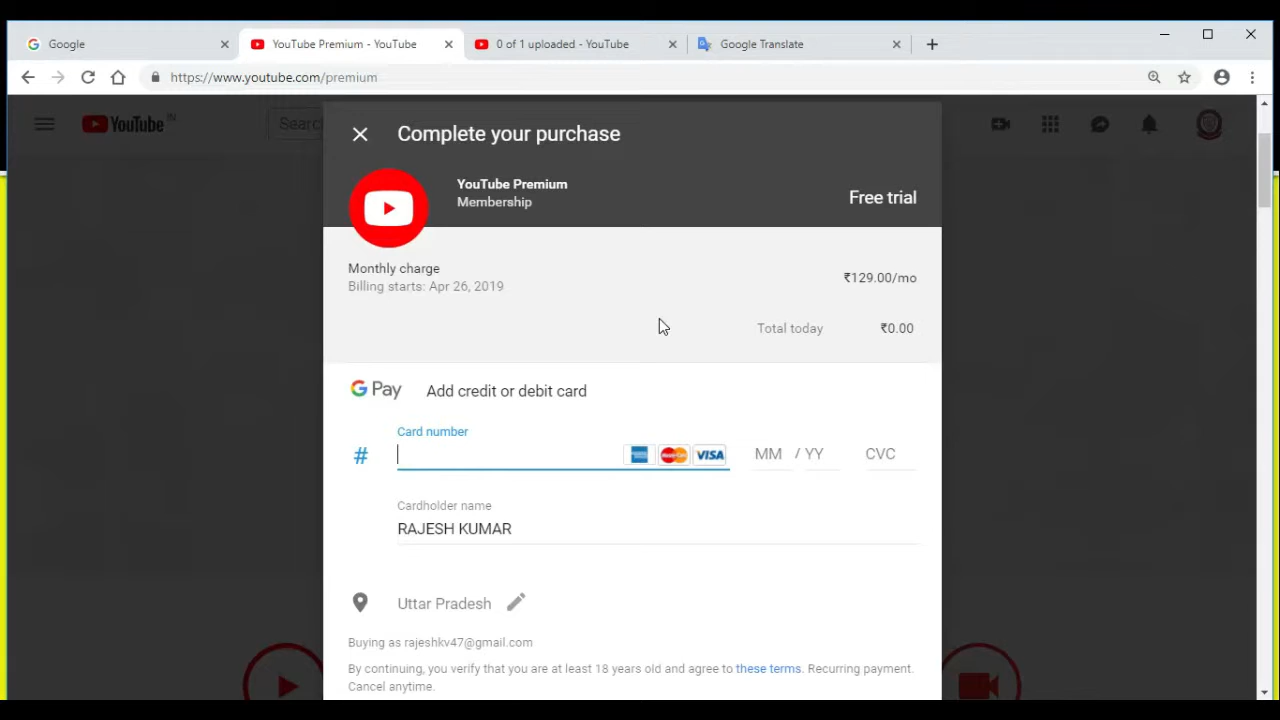 Google
YouTube Premium - YouTube
0 of 1 uploaded - YouTube
Google Translate
https://www.youtube.com/premium
YouTube IN
Searc
Complete your purchase
YouTube Premium
Membership
Free trial
Monthly charge
₹129.00/mo
Billing starts: Apr 26, 2019
Total today ₹0.00
G Pay Add credit or debit card
Card number
# VISA MM / YY CVC
Cardholder name
RAJESH KUMAR
Uttar Pradesh
Buying as rajeshkv47@gmail.com
By continuing, you verify that you are at least 18 years old and agree to these terms. Recurring payment.
Cancel anytime.